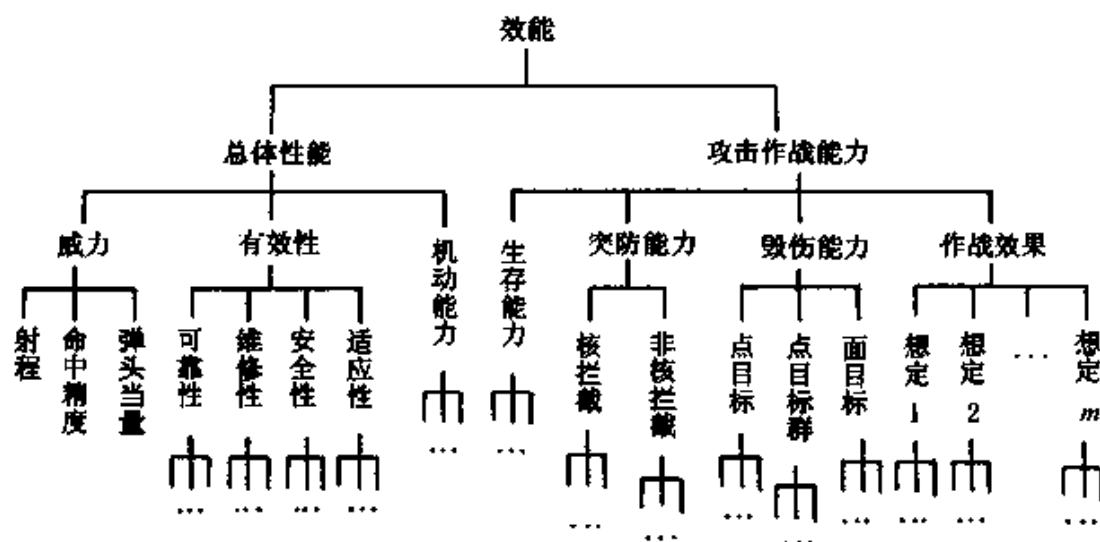 效能
总体性能
攻击作战能力
威力
有效性
机动能力
生存能力
突防能力
毁伤能力
作战效果
射程
命中精度
弹头当量
可靠性
维修性
安全性
适应性
核拦截
非核拦截
点目标
点目标群
面目标
想定1
想定2
...
想定m
...
...
...
...
...
...
...
...
...
...
...
...
...
...